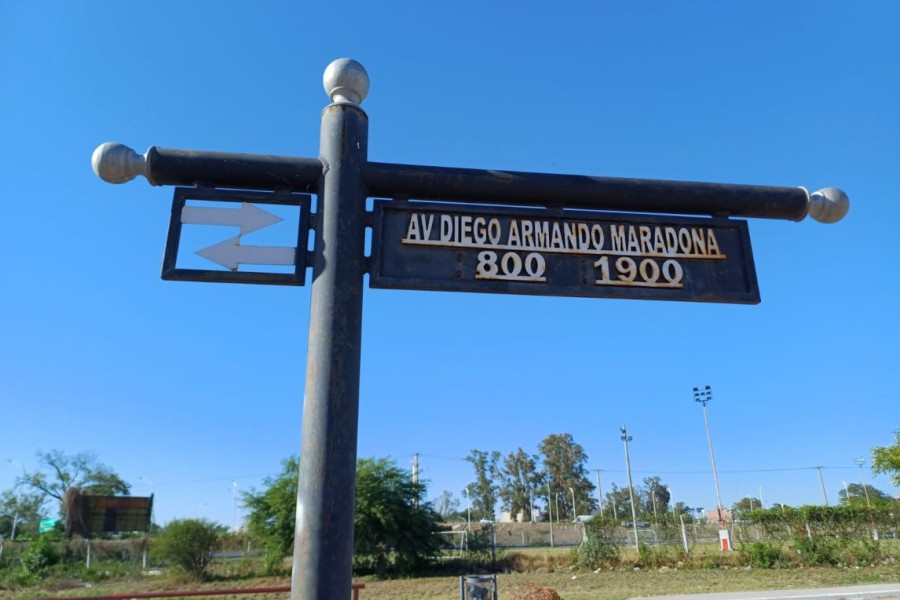 AV DIEGO ARMANDO MARADONA
800 1900